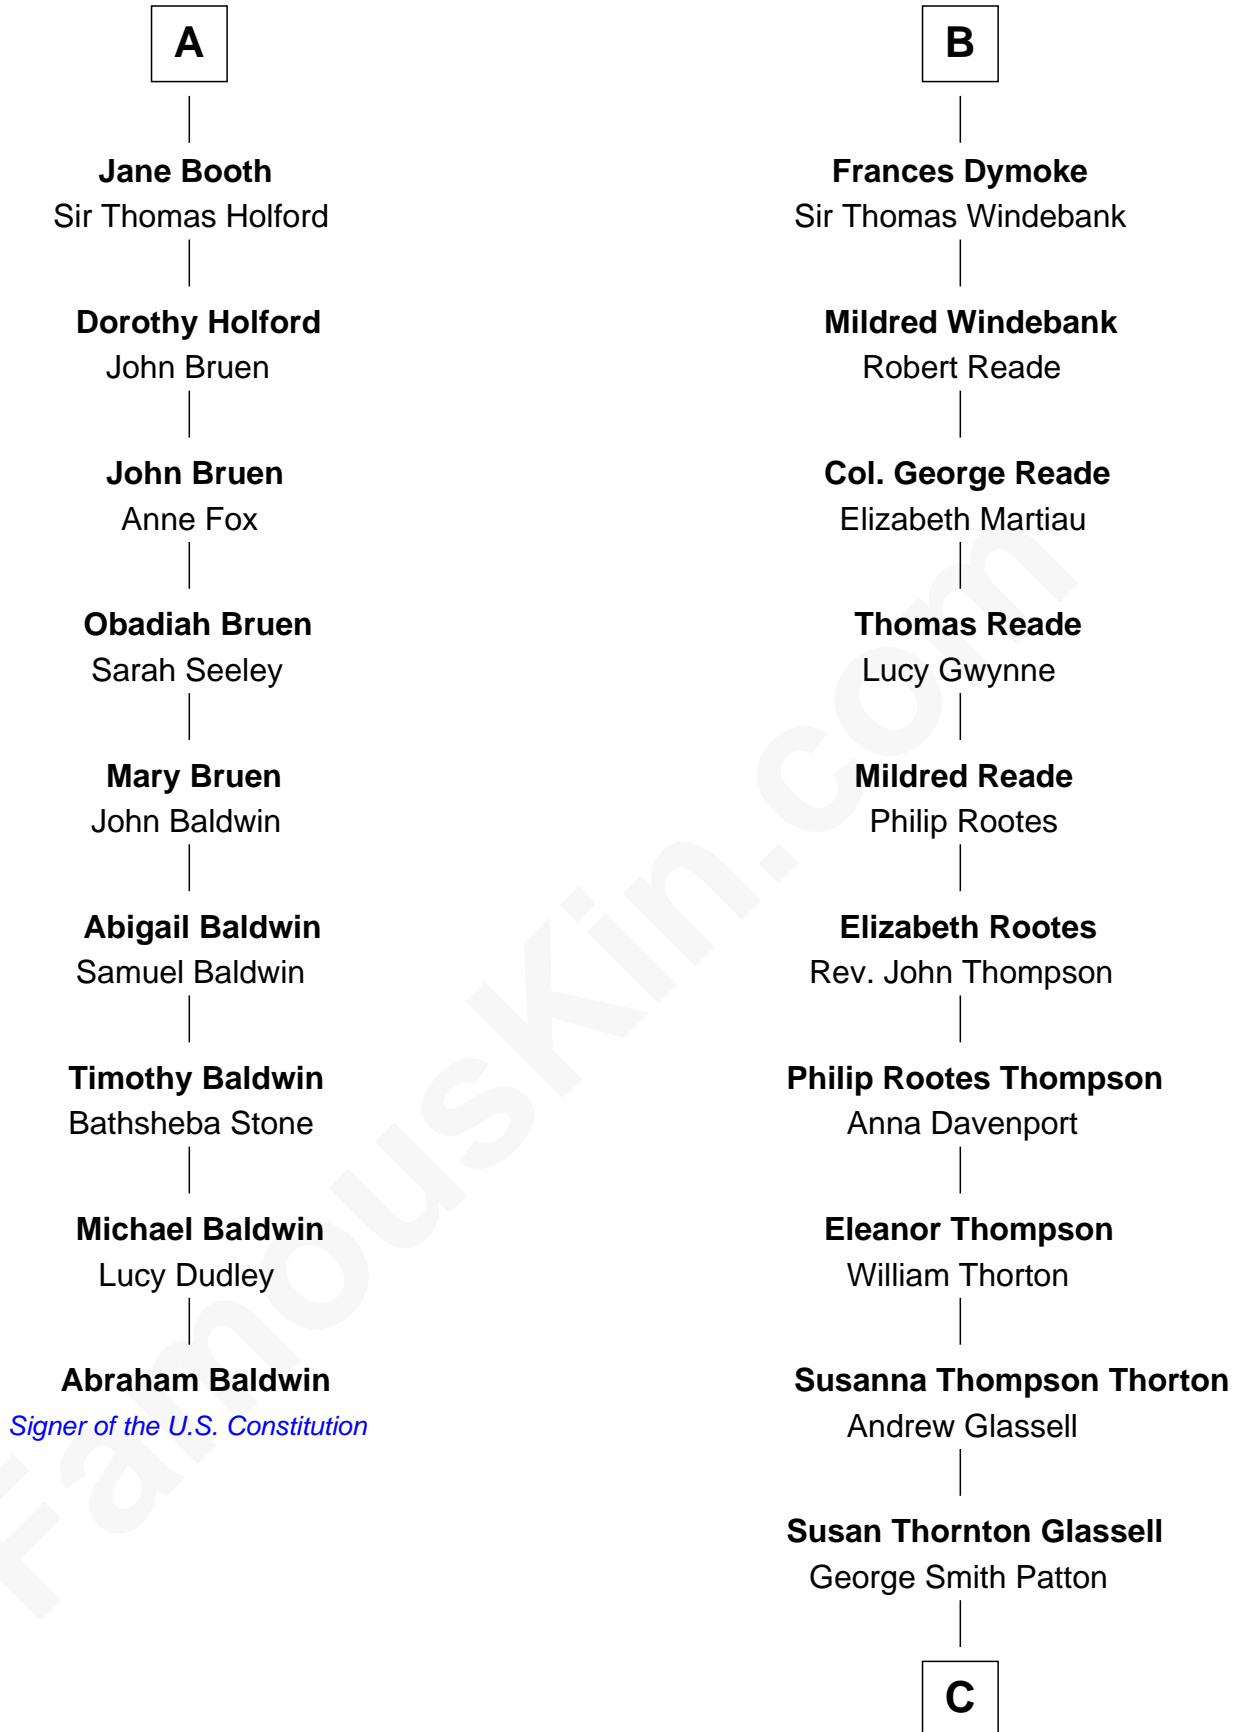 A
Jane Booth
Sir Thomas Holford
Dorothy Holford
John Bruen
John Bruen
Anne Fox
Obadiah Bruen
Sarah Seeley
Mary Bruen
John Baldwin
Abigail Baldwin
Samuel Baldwin
Timothy Baldwin
Bathsheba Stone
Michael Baldwin
Lucy Dudley
Abraham Baldwin
Signer of the U.S. Constitution
B
Frances Dymoke
Sir Thomas Windebank
Mildred Windebank
Robert Reade
Col. George Reade
Elizabeth Martiau
Thomas Reade
Lucy Gwynne
Mildred Reade
Philip Rootes
Elizabeth Rootes
Rev. John Thompson
Philip Rootes Thompson
Anna Davenport
Eleanor Thompson
William Thorton
Susanna Thompson Thorton
Andrew Glassell
Susan Thornton Glassell
George Smith Patton
C
FamousKin.com